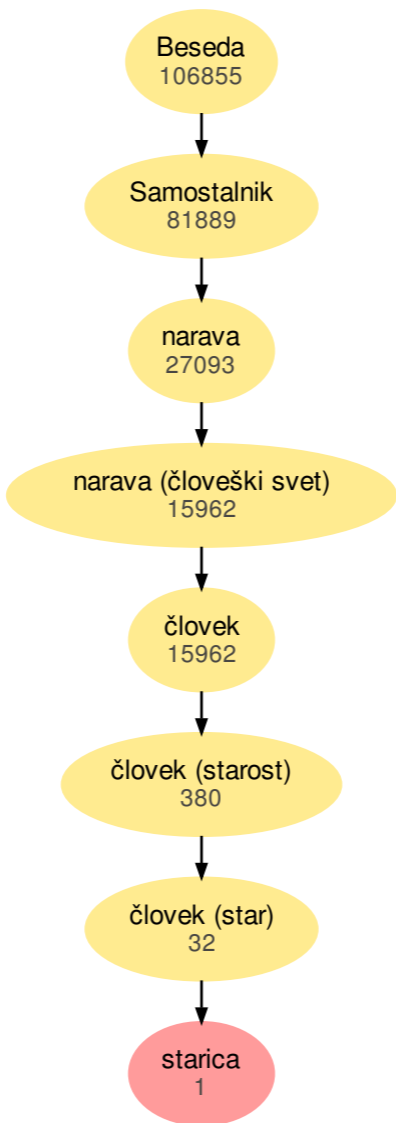 Beseda
106855
Samostalnik
81889
narava
27093
narava (človeški svet)
15962
človek
15962
človek (starost)
380
človek (star)
32
starica
1